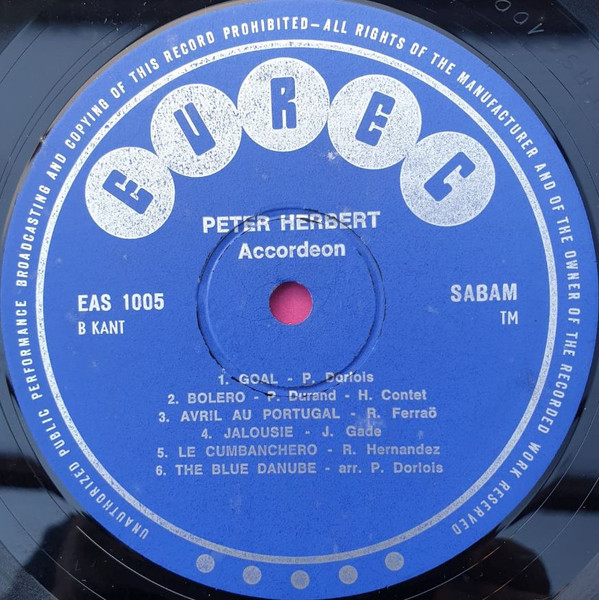 UNAUTHORIZED PUBLIC PERFORMANCE BROADCASTING AND COPYING OF THIS RECORD PROHIBITED—ALL RIGHTS OF THE MANUFACTURER AND OF THE OWNER OF THE RECORDED WORK RESERVED
EUREC
PETER HERBERT
Accordeon
EAS 1005
SABAM
B KANT
TM
1. GOAL - P. Dorlois
2. BOLERO - P. Durand - H. Contet
3. AVRIL AU PORTUGAL - R. Ferraõ
4. JALOUSIE - J. Gade
5. LE CUMBANCHERO - R. Hernandez
6. THE BLUE DANUBE - arr. P. Dorlois